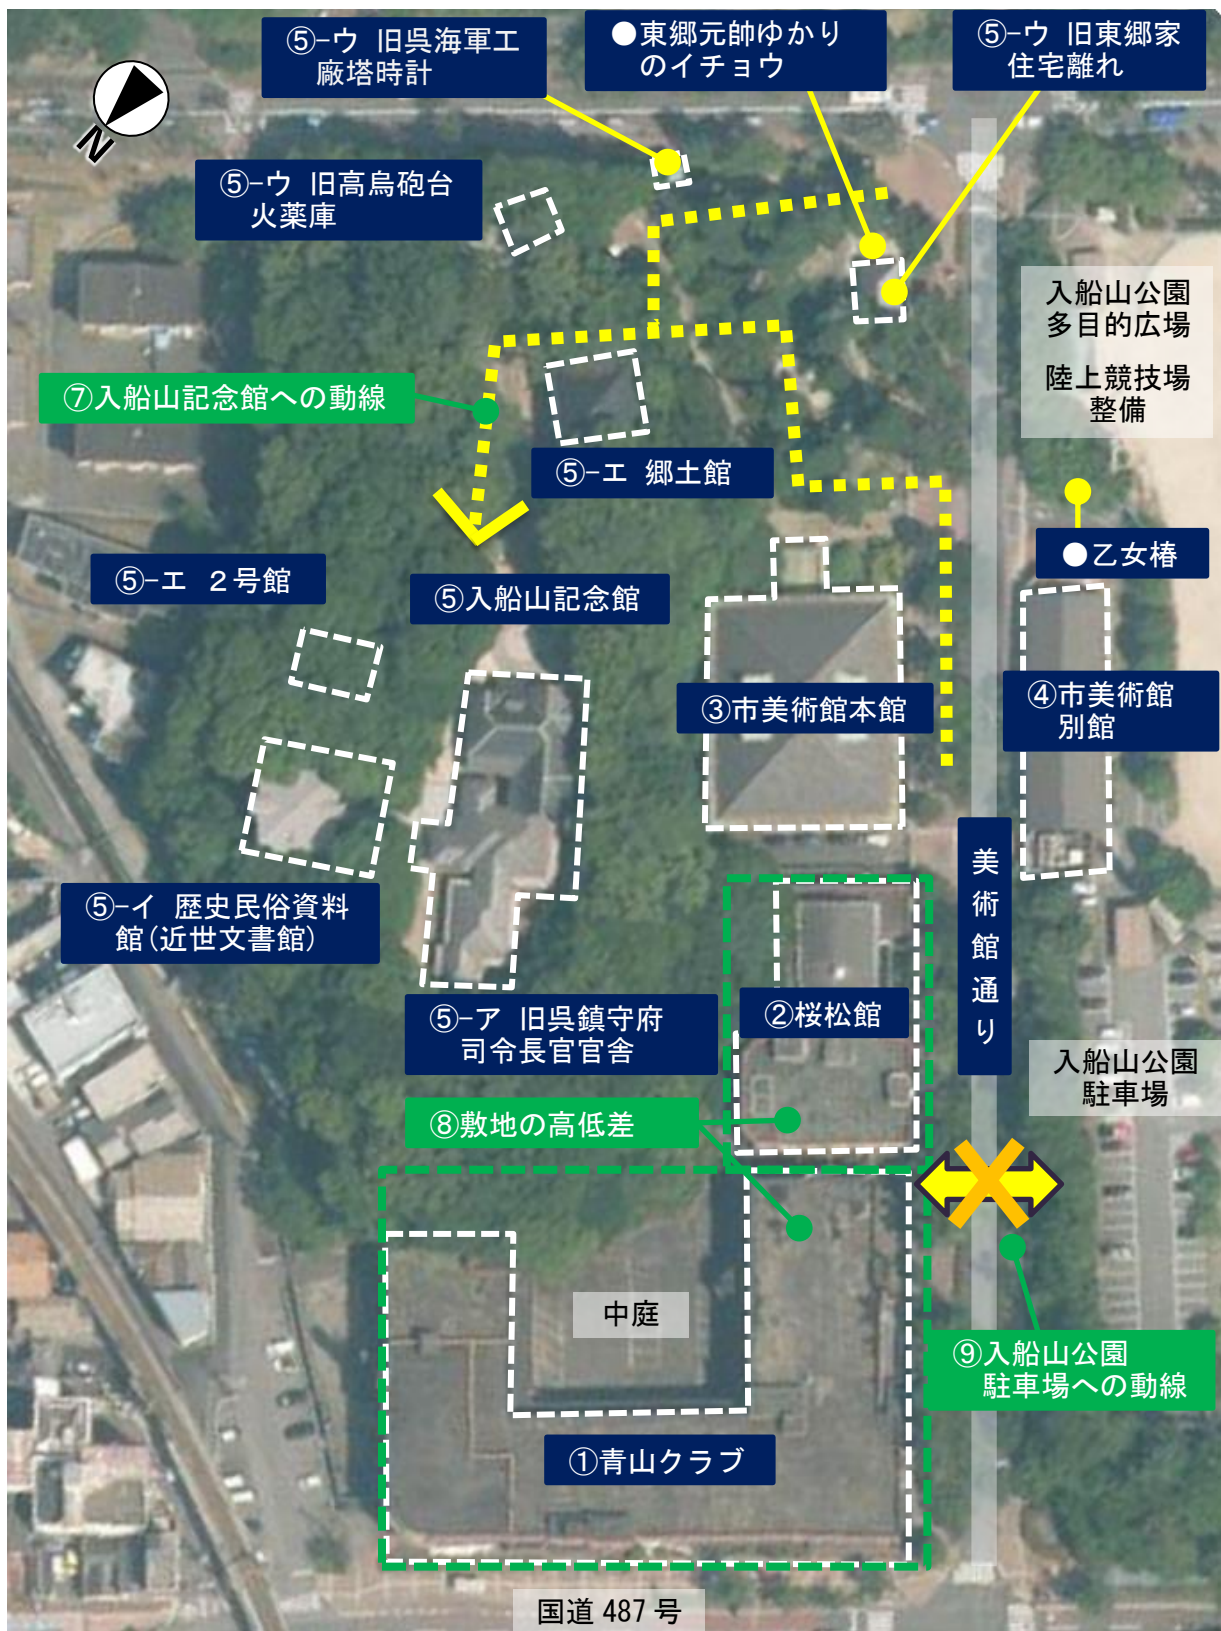 ⑤-ウ 旧呉海軍工
廠塔時計
●東郷元帥ゆかり
のイチョウ
⑤-ウ 旧東郷家
住宅離れ
N
⑤-ウ 旧高烏砲台
火薬庫
入船山公園
多目的広場
陸上競技場
整備
⑦入船山記念館への動線
⑤-エ 郷土館
●乙女椿
⑤-エ ２号館
⑤入船山記念館
③市美術館本館
④市美術館
別館
美術館通り
⑤-イ 歴史民俗資料
館(近世文書館)
⑤-ア 旧呉鎮守府
司令長官官舎
②桜松館
入船山公園
駐車場
⑧敷地の高低差
中庭
⑨入船山公園
駐車場への動線
①青山クラブ
国道 487 号